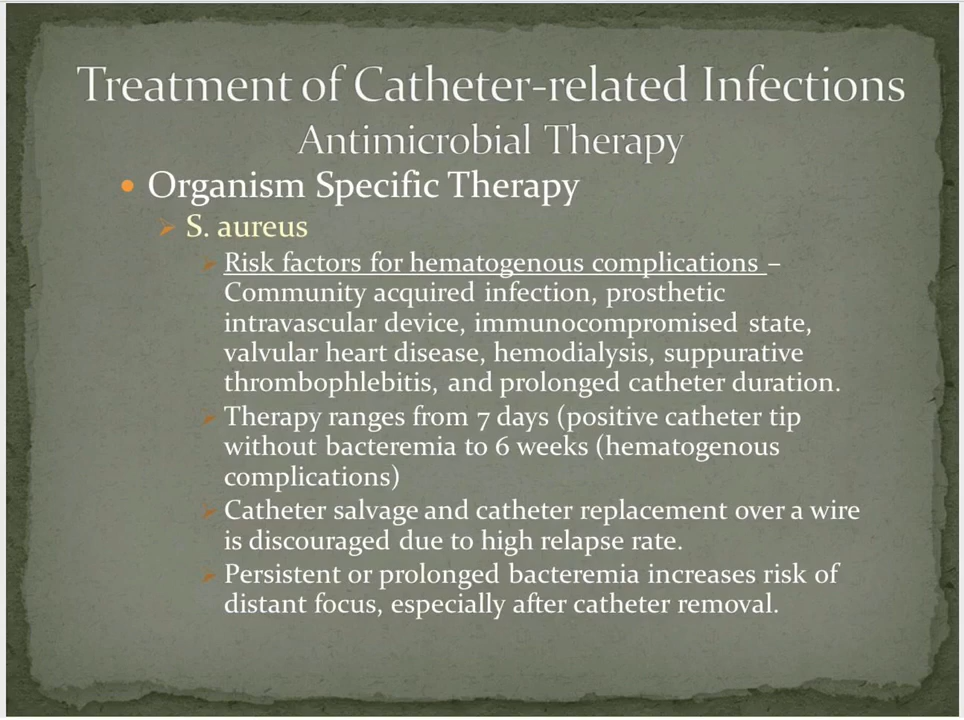 Treatment of Catheter-related Infections
Antimicrobial Therapy
Organism Specific Therapy
S. aureus
Risk factors for hematogenous complications –
Community acquired infection, prosthetic
intravascular device, immunocompromised state,
valvular heart disease, hemodialysis, suppurative
thrombophlebitis, and prolonged catheter duration.
Therapy ranges from 7 days (positive catheter tip
without bacteremia to 6 weeks (hematogenous
complications)
Catheter salvage and catheter replacement over a wire
is discouraged due to high relapse rate.
Persistent or prolonged bacteremia increases risk of
distant focus, especially after catheter removal.